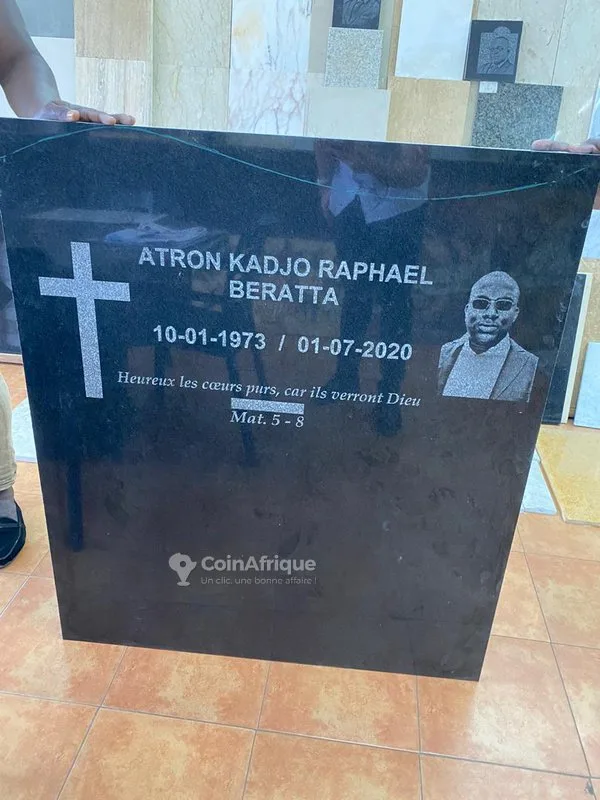 ATRON KADJO RAPHAEL
BERATTA
10-01-1973 / 01-07-2020
Heureux les cœurs purs, car ils verront Dieu
Mat. 5 - 8
CoinAfrique
Un clic, une bonne affaire !